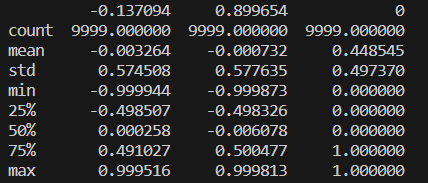 -0.137094 0.899654 0
count 9999.000000 9999.000000 9999.000000
mean -0.003264 -0.000732 0.448545
std 0.574508 0.577635 0.497370
min -0.999944 -0.999873 0.000000
25% -0.498507 -0.498326 0.000000
50% 0.000258 -0.006078 0.000000
75% 0.491027 0.500477 1.000000
max 0.999516 0.999813 1.000000